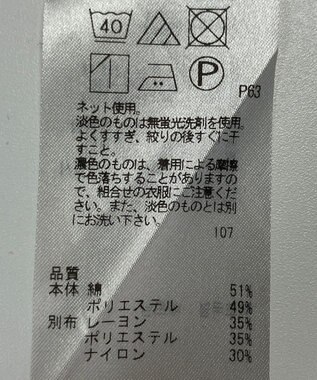 40
P
P63
ネット使用。
淡色のものは無蛍光洗剤を使用。
よくすすぎ、絞りの後すぐに干
すこと。
濃色のものは、着用による摩擦
で色落ちすることがありますの
で、組合せの衣服にご注意くだ
さい。また、淡色のものとは別
にお洗い下さい。
107
品質
本体 綿 51%
ポリエステル 49%
別布 レーヨン 35%
ポリエステル 35%
ナイロン 30%